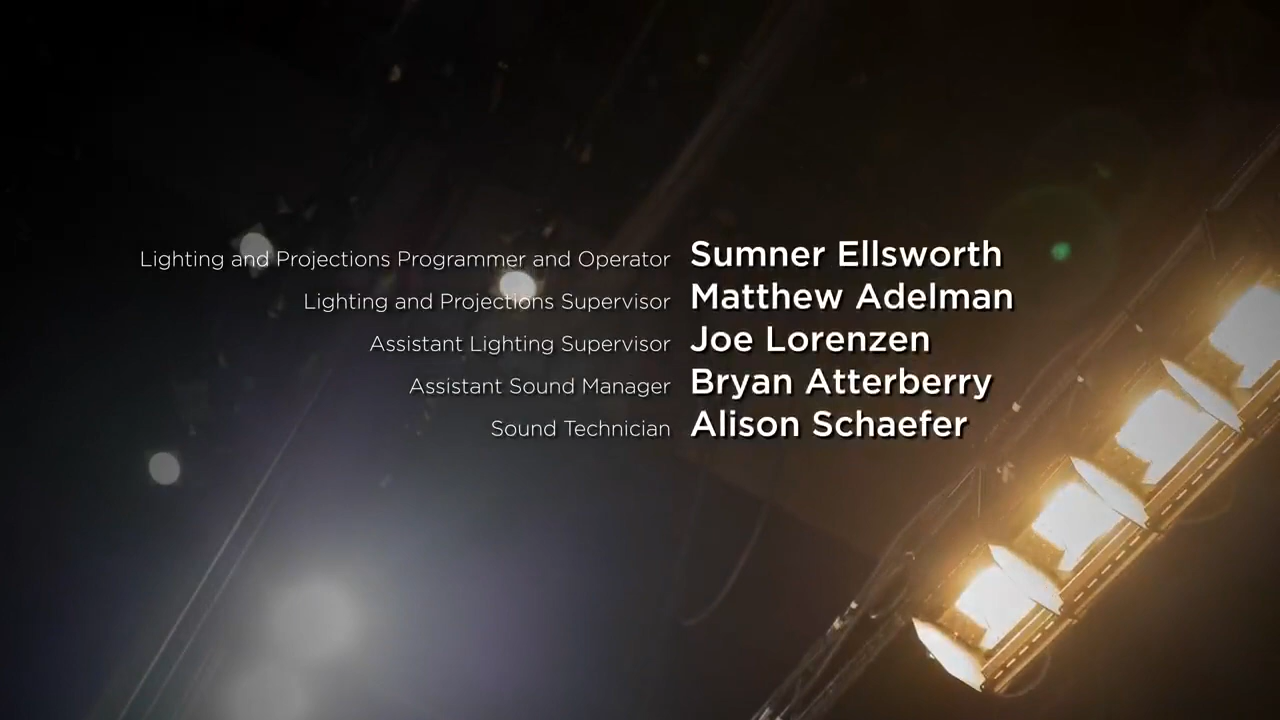 Lighting and Projections Programmer and Operator Sumner Ellsworth
Lighting and Projections Supervisor Matthew Adelman
Assistant Lighting Supervisor Joe Lorenzen
Assistant Sound Manager Bryan Atterberry
Sound Technician Alison Schaefer